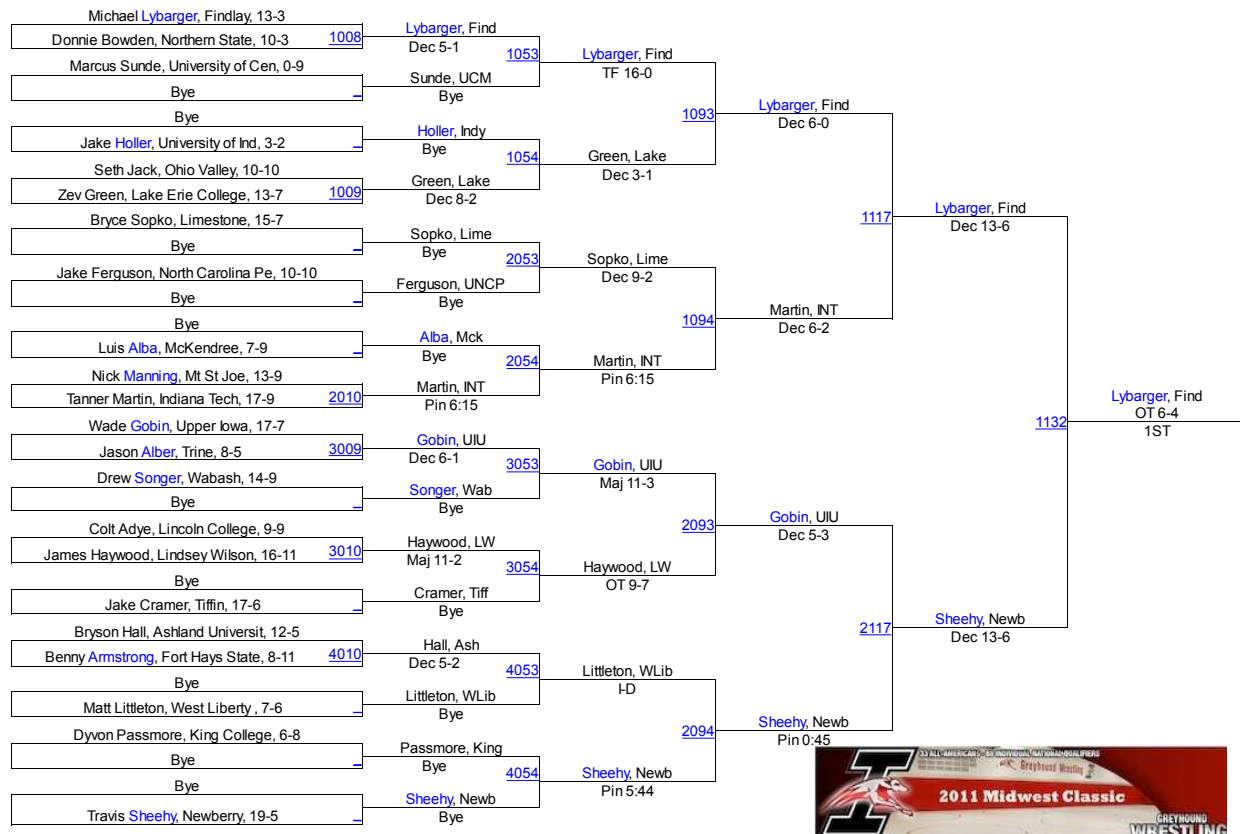 Michael Lybarger, Findlay, 13-3
Donnie Bowden, Northern State, 10-3 1008
Marcus Sunde, University of Cen, 0-9
Bye
Bye
Jake Holler, University of Ind, 3-2
Seth Jack, Ohio Valley, 10-10
Zev Green, Lake Erie College, 13-7 1009
Bryce Sopko, Limestone, 15-7
Bye
Jake Ferguson, North Carolina Pe, 10-10
Bye
Bye
Luis Alba, McKendree, 7-9
Nick Manning, Mt St Joe, 13-9
Tanner Martin, Indiana Tech, 17-9 2010
Wade Gobin, Upper Iowa, 17-7
Jason Alber, Trine, 8-5 3009
Drew Songer, Wabash, 14-9
Bye
Colt Adye, Lincoln College, 9-9
James Haywood, Lindsey Wilson, 16-11 3010
Bye
Jake Cramer, Tiffin, 17-6
Bryson Hall, Ashland Universit, 12-5
Benny Armstrong, Fort Hays State, 8-11 4010
Bye
Matt Littleton, West Liberty , 7-6
Dyvon Passmore, King College, 6-8
Bye
Bye
Travis Sheehy, Newberry, 19-5
Lybarger, Find
Dec 5-1
1053
Sunde, UCM
Bye
Holler, Indy
Bye
1054
Green, Lake
Dec 8-2
Sopko, Lime
Bye
2053
Ferguson, UNCP
Bye
Alba, Mck
Bye
2054
Martin, INT
Pin 6:15
Gobin, UIU
Dec 6-1
3053
Songer, Wab
Bye
Haywood, LW
Maj 11-2
3054
Cramer, Tiff
Bye
Hall, Ash
Dec 5-2
4053
Littleton, WLib
Bye
Passmore, King
Bye
4054
Sheehy, Newb
Bye
Lybarger, Find
TF 16-0
1093
Green, Lake
Dec 3-1
Sopko, Lime
Dec 9-2
1094
Martin, INT
Pin 6:15
Gobin, UIU
Maj 11-3
2093
Haywood, LW
OT 9-7
Littleton, WLib
I-D
2094
Sheehy, Newb
Pin 5:44
Lybarger, Find
Dec 6-0
1117
Martin, INT
Dec 6-2
Gobin, UIU
Dec 5-3
2117
Sheehy, Newb
Pin 0:45
Lybarger, Find
Dec 13-6
1132
Sheehy, Newb
Dec 13-6
Lybarger, Find
OT 6-4
1ST
33 ALL-AMERICANS - 60 INDIVIDUAL NATIONAL QUALIFIERS
Greyhound Wrestling
I
2011 Midwest Classic
GREYHOUND
WRESTLING